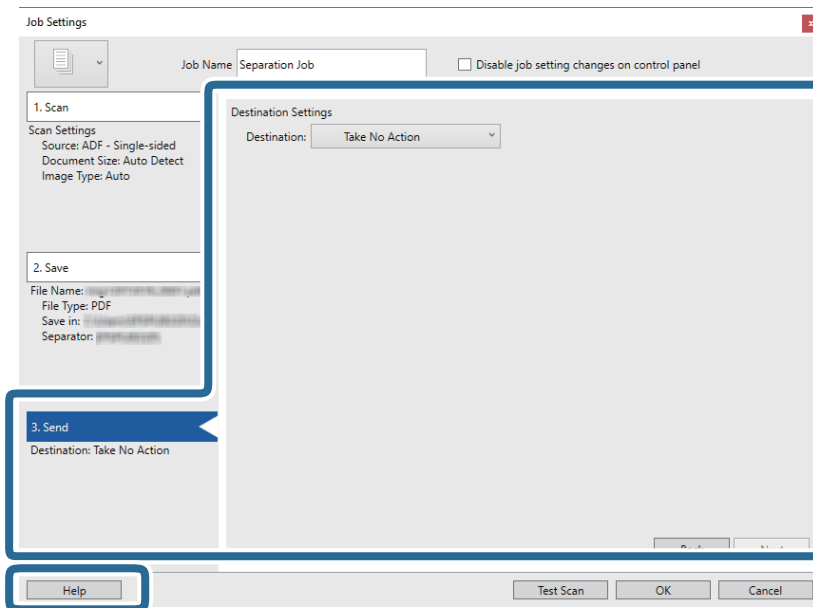 Job Settings
Job Name Separation Job
Disable job setting changes on control panel
1. Scan
Scan Settings
Source: ADF - Single-sided
Document Size: Auto Detect
Image Type: Auto
2. Save
File Name:
File Type: PDF
Save in:
Separator:
3. Send
Destination: Take No Action
Destination Settings
Destination: Take No Action
Help
Test Scan
OK
Cancel